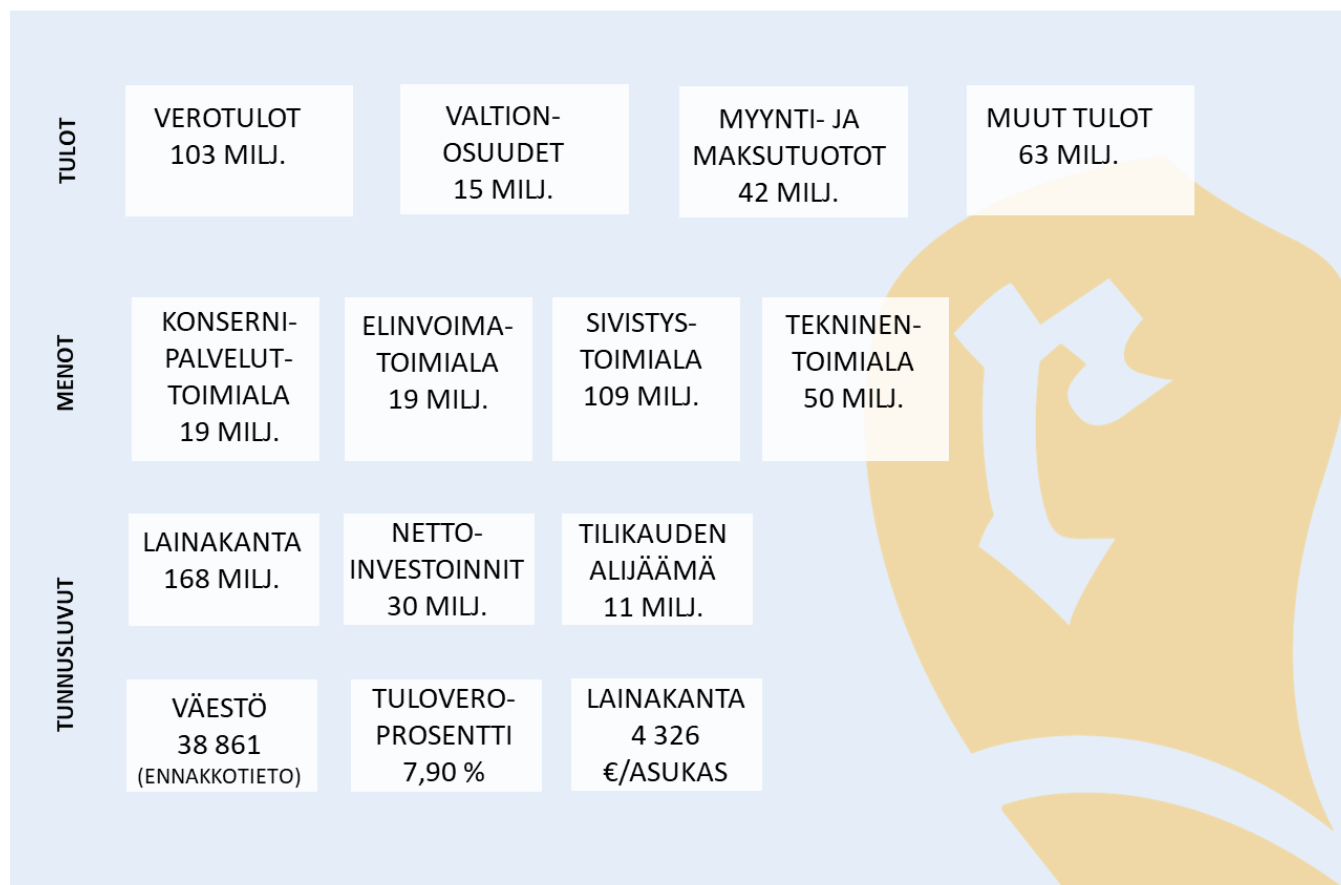 TULOT
VEROTULOT
103 MILJ.
VALTION-
OSUUDET
15 MILJ.
MYYNTI- JA
MAKSUTUOTOT
42 MILJ.
MUUT TULOT
63 MILJ.
MENOT
KONSERNI-
PALVELUT-
TOIMIALA
19 MILJ.
ELINVOIMA-
TOIMIALA
19 MILJ.
SIVISTYS-
TOIMIALA
109 MILJ.
TEKNINEN-
TOIMIALA
50 MILJ.
TUNNUSLUVUT
LAINAKANTA
168 MILJ.
NETTO-
INVESTOINNIT
30 MILJ.
TILIKAUDEN
ALIJÄÄMÄ
11 MILJ.
VÄESTÖ
38 861
(ENNAKKOTIETO)
TULOVERO-
PROSENTTI
7,90 %
LAINAKANTA
4 326
€/ASUKAS